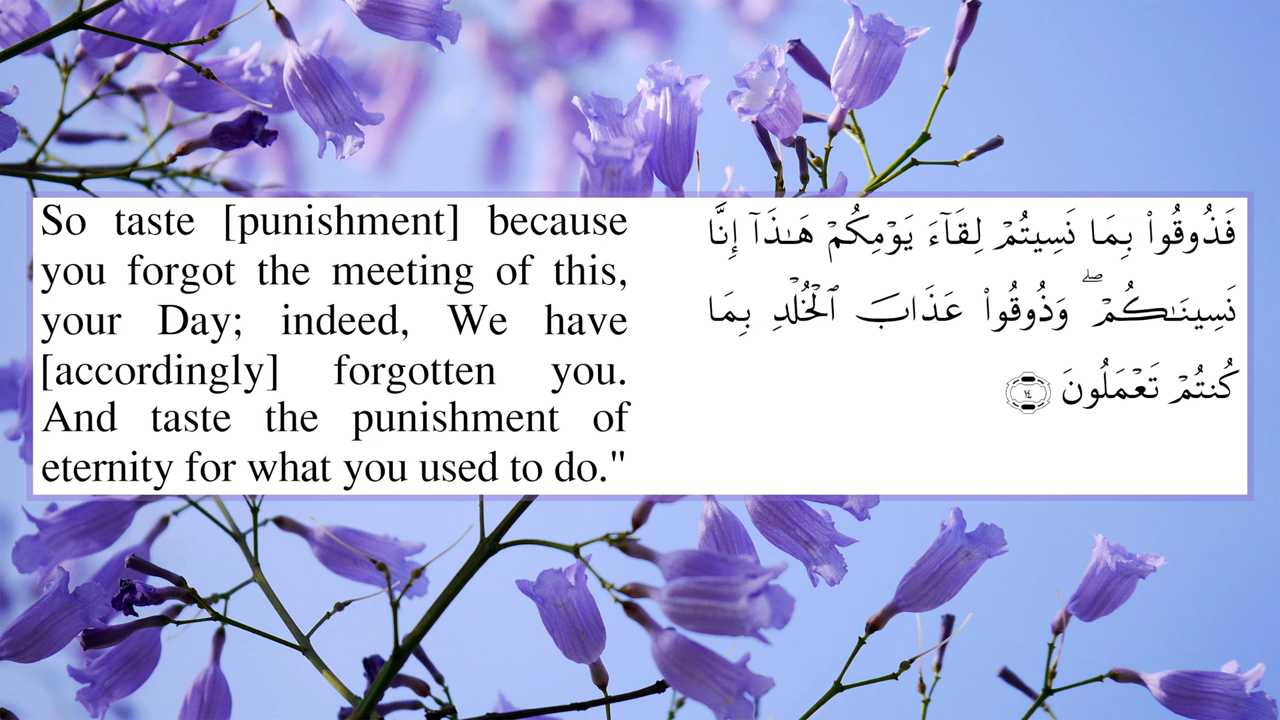 So taste [punishment] because
you forgot the meeting of this,
your Day; indeed, We have
[accordingly] forgotten you.
And taste the punishment of
eternity for what you used to do."
فَذُوقُوا۟ بِمَا نَسِيتُمْ لِقَآءَ يَوْمِكُمْ هَـٰذَآ إِنَّا
نَسِينَـٰكُمْ ۖ وَذُوقُوا۟ عَذَابَ ٱلْخُلْدِ بِمَا
كُنتُمْ تَعْمَلُونَ ١٤